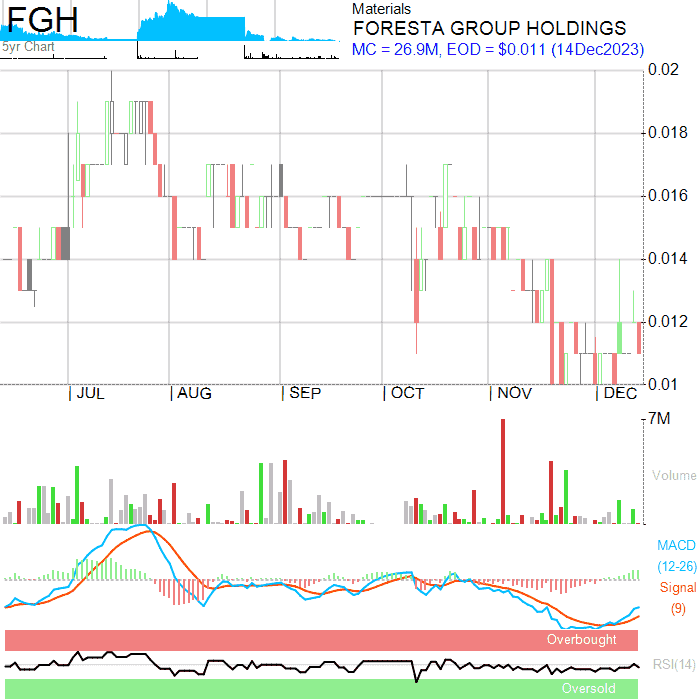 FGH
5yr Chart
Materials
FORESTA GROUP HOLDINGS
MC = 26.9M, EOD = $0.011 (14Dec2023)
0.02
0.018
0.016
0.014
0.012
0.01
JUL AUG SEP OCT NOV DEC
7M
Volume
MACD
(12-26)
Signal
(9)
Overbought
RSI(14)
Oversold